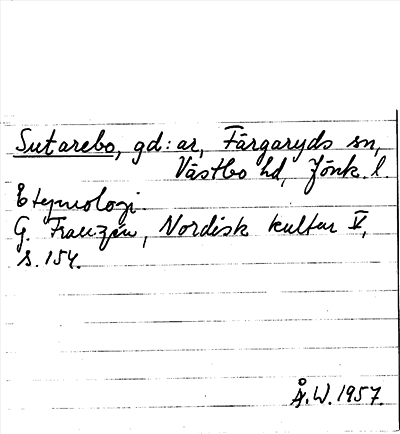 Sutarebo, gd:ar, Färgaryds sn,
Västbo hd, Jönk. l.
Etymologi.
G. Franzén, Nordisk kultur V,
s. 154.
Å.W. 1957.